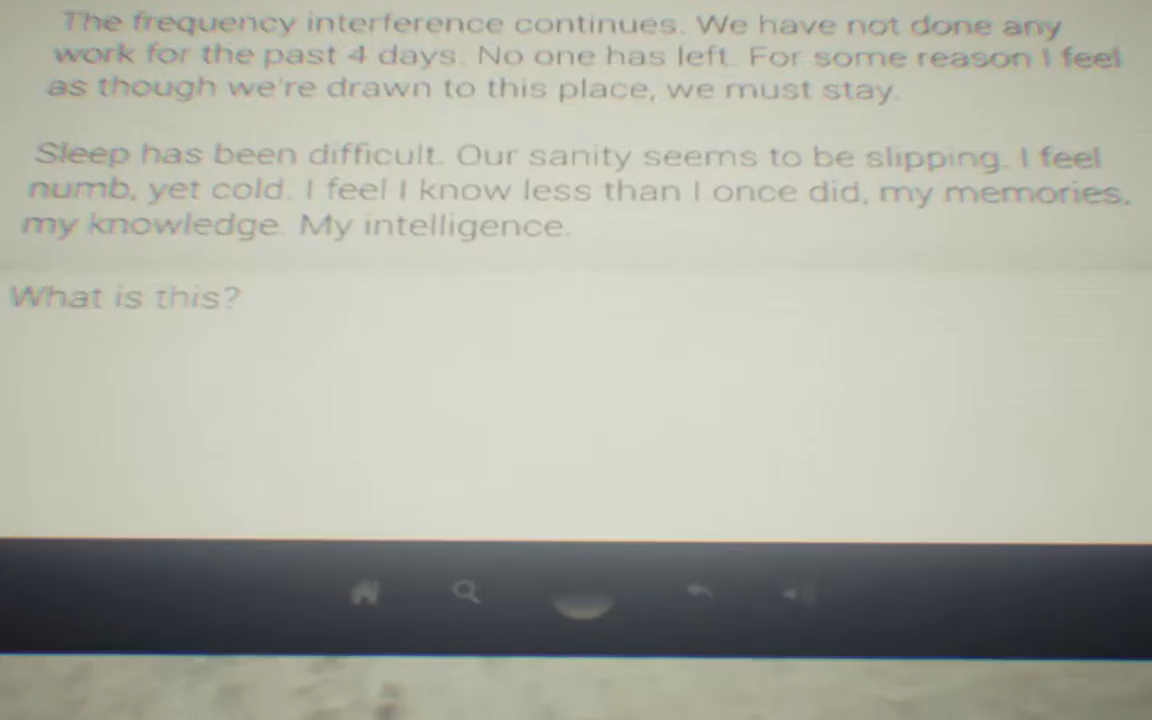 The frequency interference continues. We have not done any
work for the past 4 days. No one has left. For some reason I feel
as though we're drawn to this place, we must stay.
Sleep has been difficult. Our sanity seems to be slipping. I feel
numb, yet cold. I feel I know less than I once did, my memories,
my knowledge. My intelligence.
What is this?